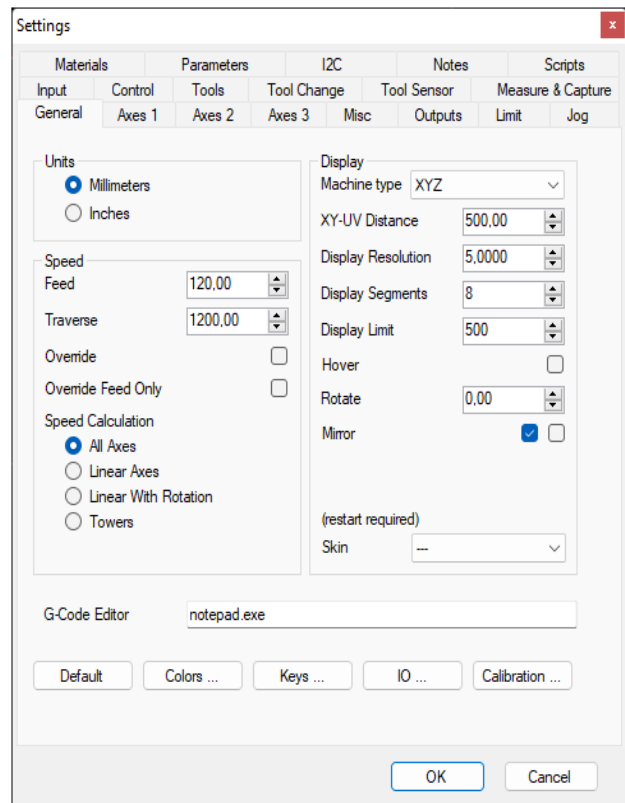 Settings
x
Materials Parameters I2C Notes Scripts
Input Control Tools Tool Change Tool Sensor Measure & Capture
General Axes 1 Axes 2 Axes 3 Misc Outputs Limit Jog
Units
Millimeters
Inches
Speed
Feed 120,00
Traverse 1200,00
Override
Override Feed Only
Speed Calculation
All Axes
Linear Axes
Linear With Rotation
Towers
Display
Machine type XYZ
XY-UV Distance 500,00
Display Resolution 5,0000
Display Segments 8
Display Limit 500
Hover
Rotate 0,00
Mirror
(restart required)
Skin ---
G-Code Editor notepad.exe
Default Colors ... Keys ... IO ... Calibration ...
OK Cancel